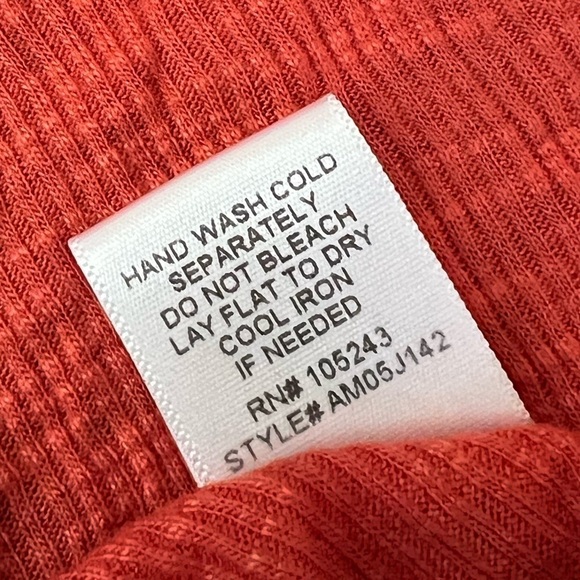 HAND WASH COLD
SEPARATELY
DO NOT BLEACH
LAY FLAT TO DRY
COOL IRON
IF NEEDED
RN# 105243
STYLE# AM05J142